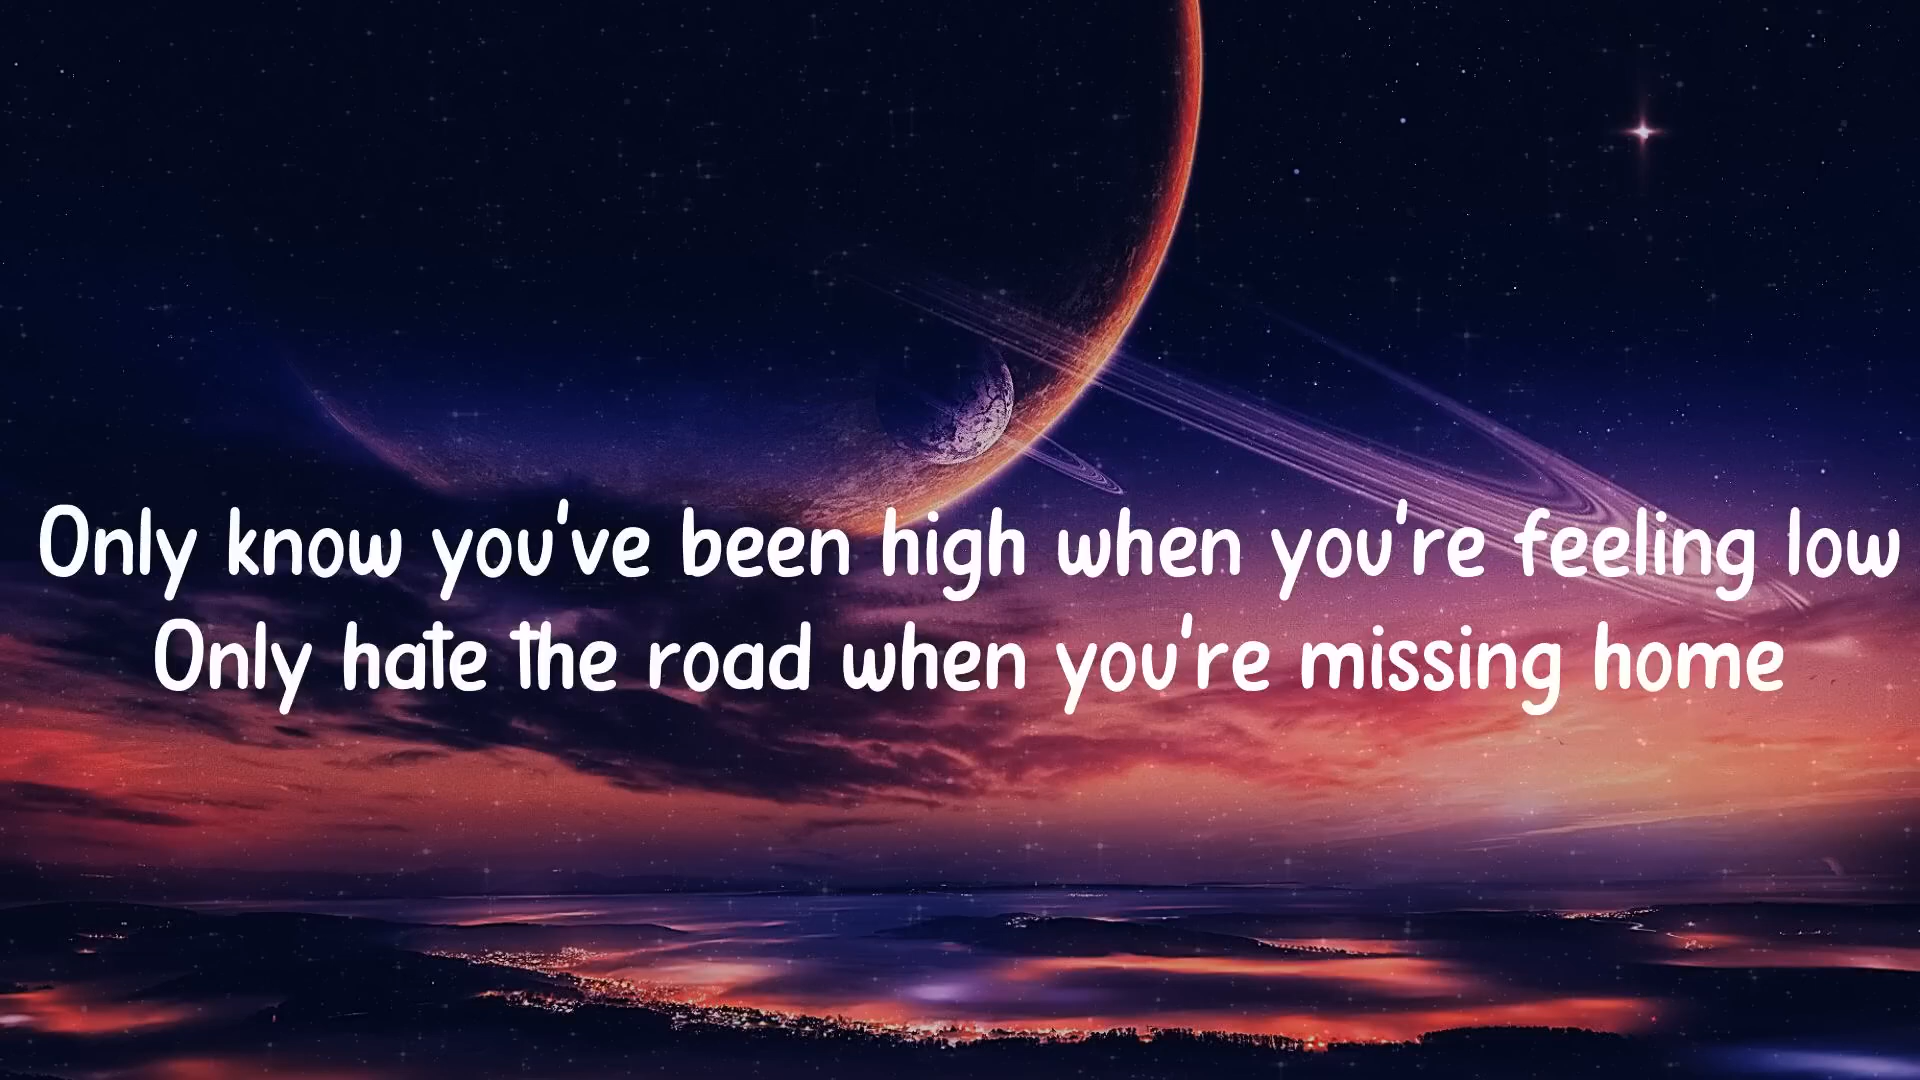 Only know you've been high when you're feeling low
Only hate the road when you're missing home